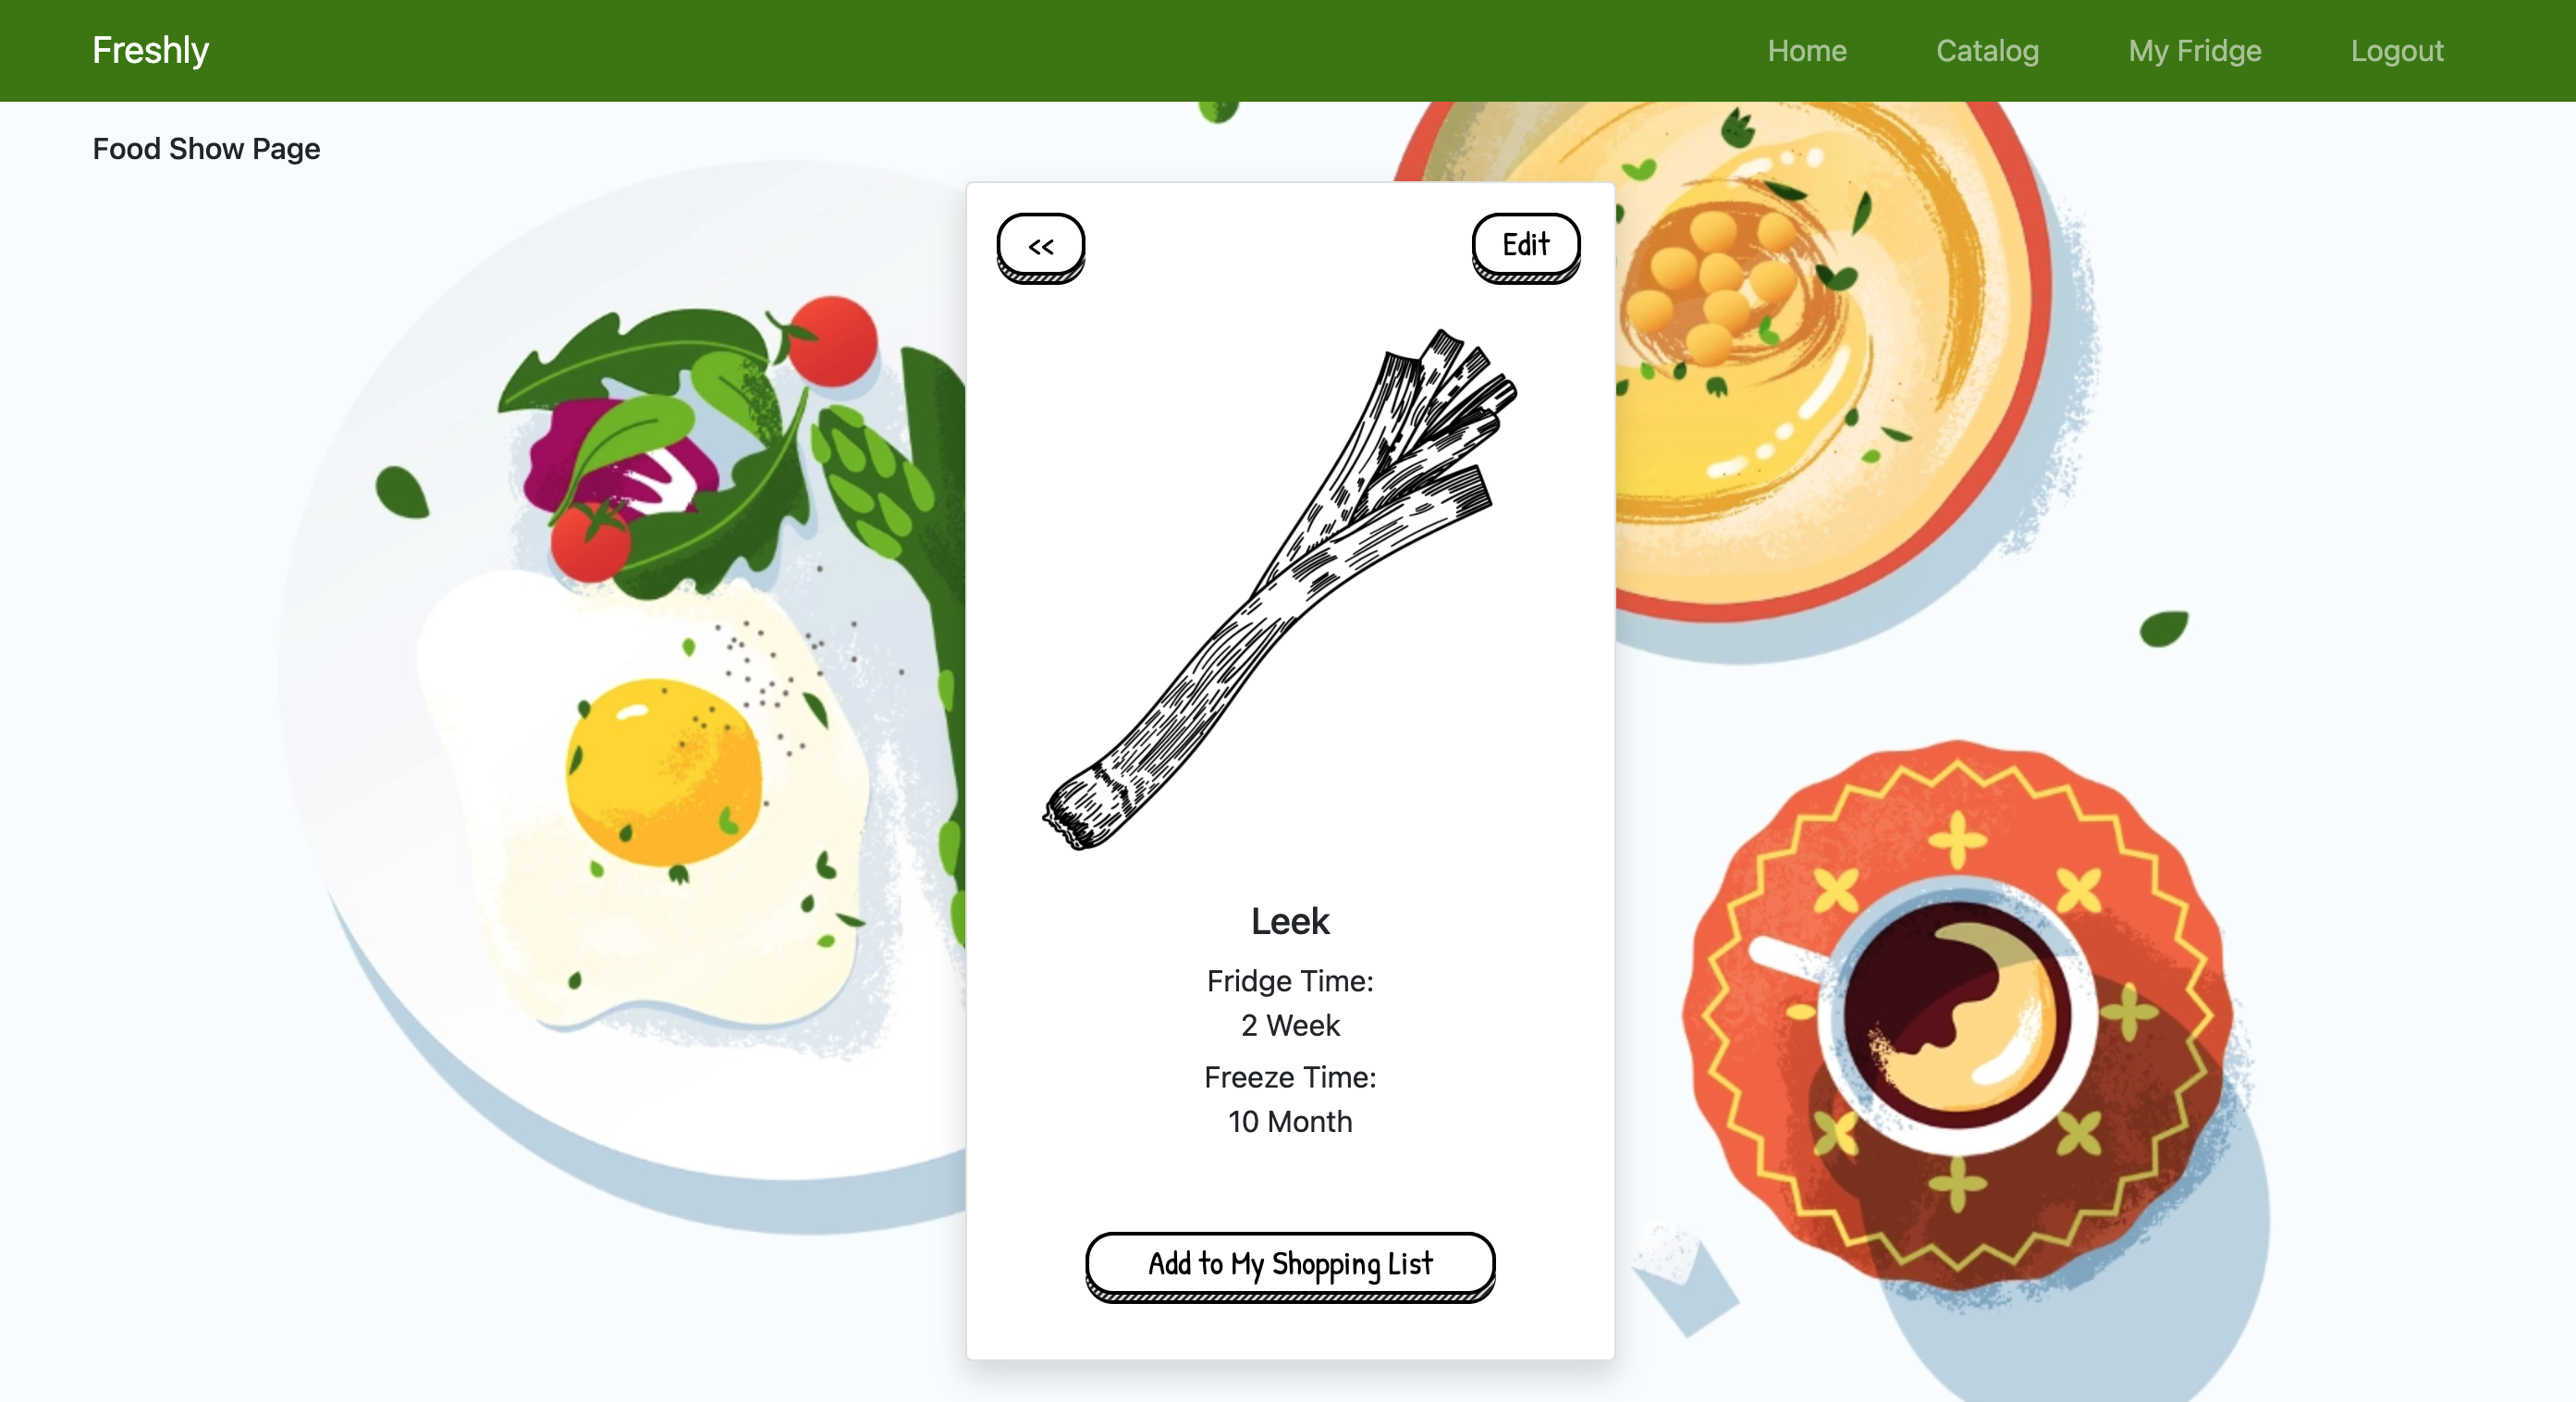 Freshly
Home Catalog My Fridge Logout
Food Show Page
<< Edit
Leek
Fridge Time:
2 Week
Freeze Time:
10 Month
Add to My Shopping List